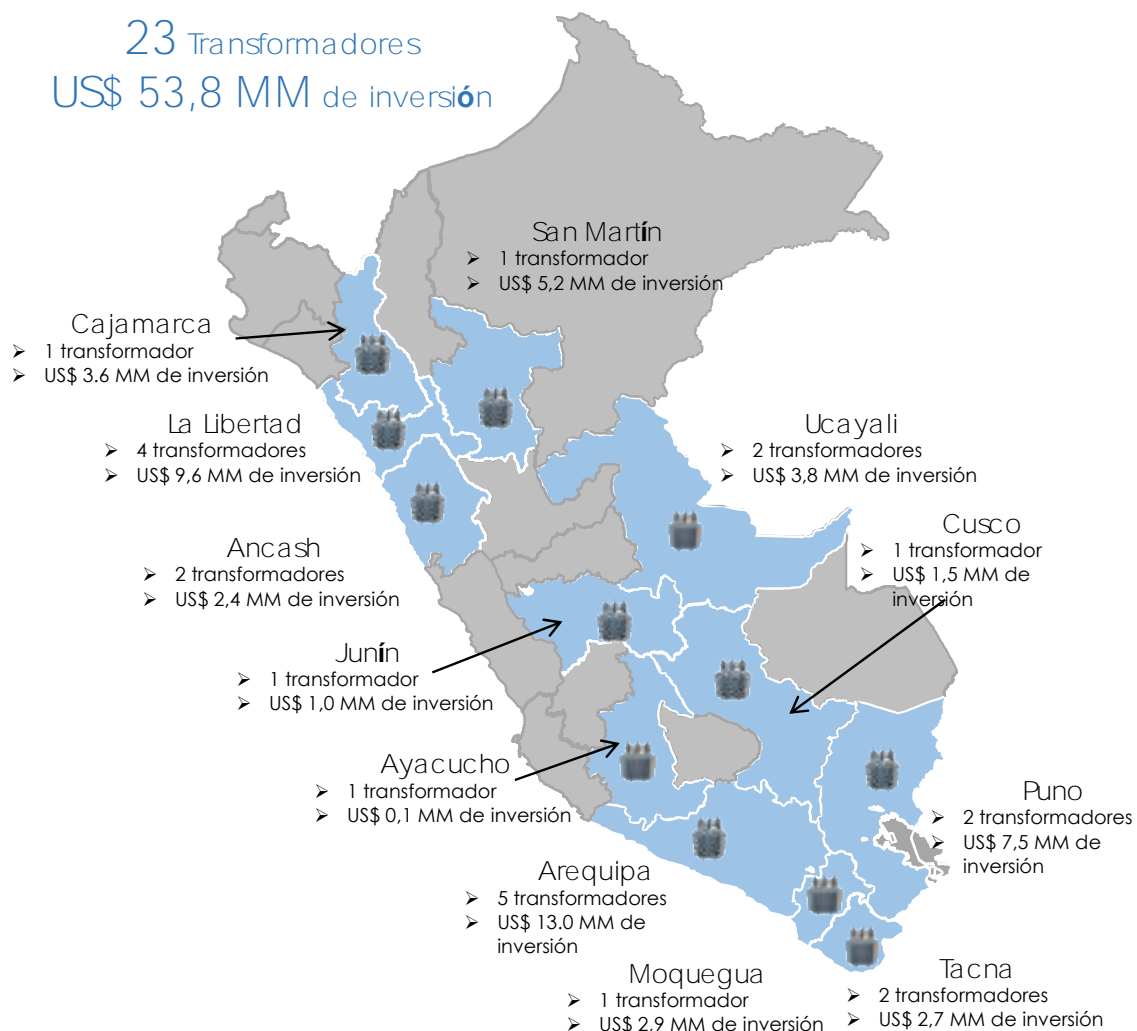 23 Transformadores
US$ 53,8 MM de inversión
San Martín
➢ 1 transformador
➢ US$ 5,2 MM de inversión
Cajamarca
➢ 1 transformador
➢ US$ 3.6 MM de inversión
La Libertad
➢ 4 transformadores
➢ US$ 9,6 MM de inversión
Ucayali
➢ 2 transformadores
➢ US$ 3,8 MM de inversión
Ancash
➢ 2 transformadores
➢ US$ 2,4 MM de inversión
Cusco
➢ 1 transformador
➢ US$ 1,5 MM de
inversión
Junín
➢ 1 transformador
➢ US$ 1,0 MM de inversión
Ayacucho
➢ 1 transformador
➢ US$ 0,1 MM de inversión
Puno
➢ 2 transformadores
➢ US$ 7,5 MM de
inversión
Arequipa
➢ 5 transformadores
➢ US$ 13.0 MM de
inversión
Moquegua
➢ 1 transformador
➢ US$ 2,9 MM de inversión
Tacna
➢ 2 transformadores
➢ US$ 2,7 MM de inversión